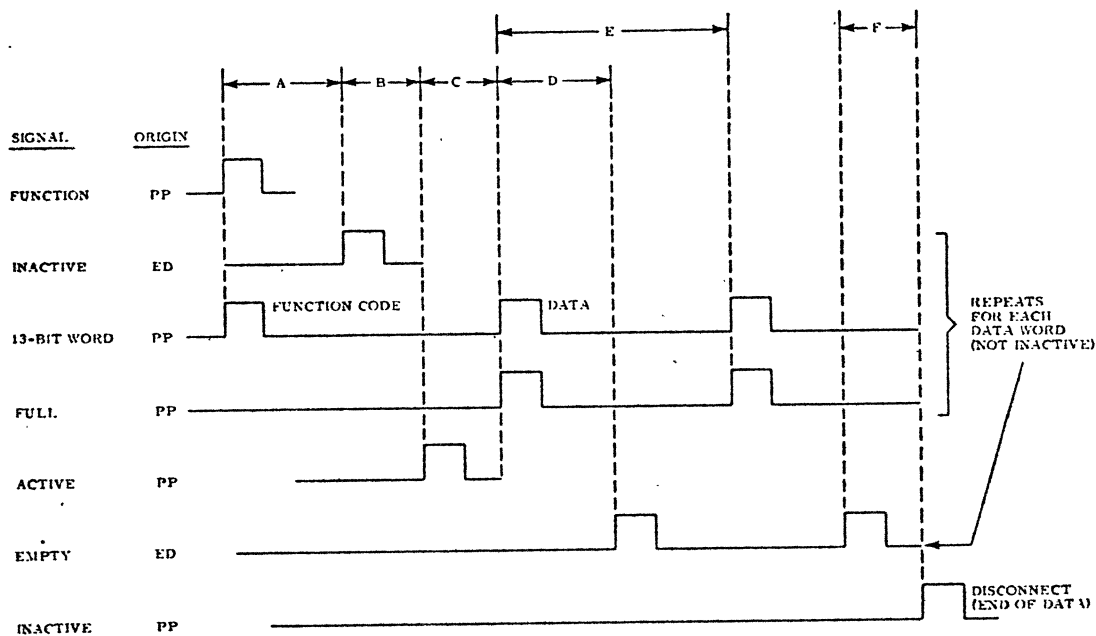 E
F
A
B
C
D
SIGNAL ORIGIN
FUNCTION PP
INACTIVE ED
FUNCTION CODE
DATA
13-BIT WORD PP
FULL PP
ACTIVE PP
EMPTY ED
INACTIVE PP
REPEATS
FOR EACH
DATA WORD
(NOT INACTIVE)
DISCONNECT
(END OF DATA)